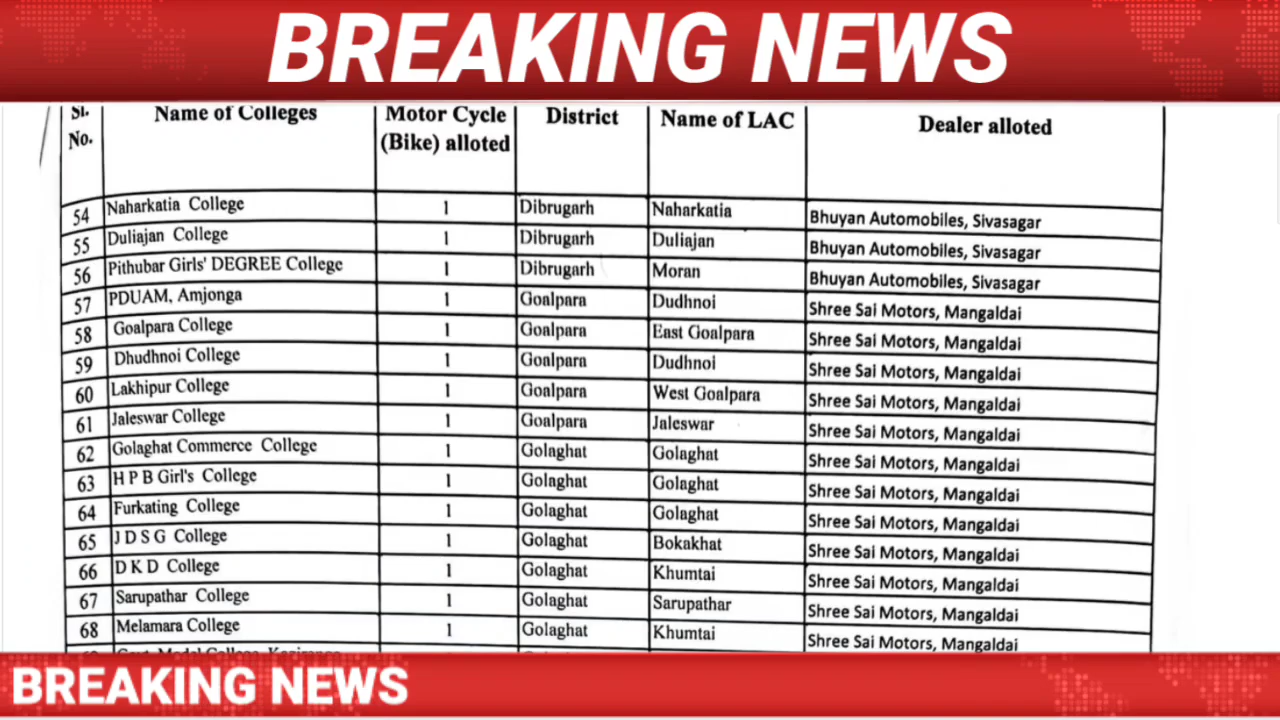 BREAKING NEWS
Sl. No. Name of Colleges Motor Cycle (Bike) alloted District Name of LAC Dealer alloted
54 Naharkatia College 1 Dibrugarh Naharkatia Bhuyan Automobiles, Sivasagar
55 Duliajan College 1 Dibrugarh Duliajan Bhuyan Automobiles, Sivasagar
56 Pithubar Girls' DEGREE College 1 Dibrugarh Moran Bhuyan Automobiles, Sivasagar
57 PDUAM, Amjonga 1 Goalpara Dudhnoi Shree Sai Motors, Mangaldai
58 Goalpara College 1 Goalpara East Goalpara Shree Sai Motors, Mangaldai
59 Dhudhnoi College 1 Goalpara Dudhnoi Shree Sai Motors, Mangaldai
60 Lakhipur College 1 Goalpara West Goalpara Shree Sai Motors, Mangaldai
61 Jaleswar College 1 Goalpara Jaleswar Shree Sai Motors, Mangaldai
62 Golaghat Commerce College 1 Golaghat Golaghat Shree Sai Motors, Mangaldai
63 H P B Girl's College 1 Golaghat Golaghat Shree Sai Motors, Mangaldai
64 Furkating College 1 Golaghat Golaghat Shree Sai Motors, Mangaldai
65 J D S G College 1 Golaghat Bokakhat Shree Sai Motors, Mangaldai
66 D K D College 1 Golaghat Khumtai Shree Sai Motors, Mangaldai
67 Sarupathar College 1 Golaghat Sarupathar Shree Sai Motors, Mangaldai
68 Melamara College 1 Golaghat Khumtai Shree Sai Motors, Mangaldai
BREAKING NEWS